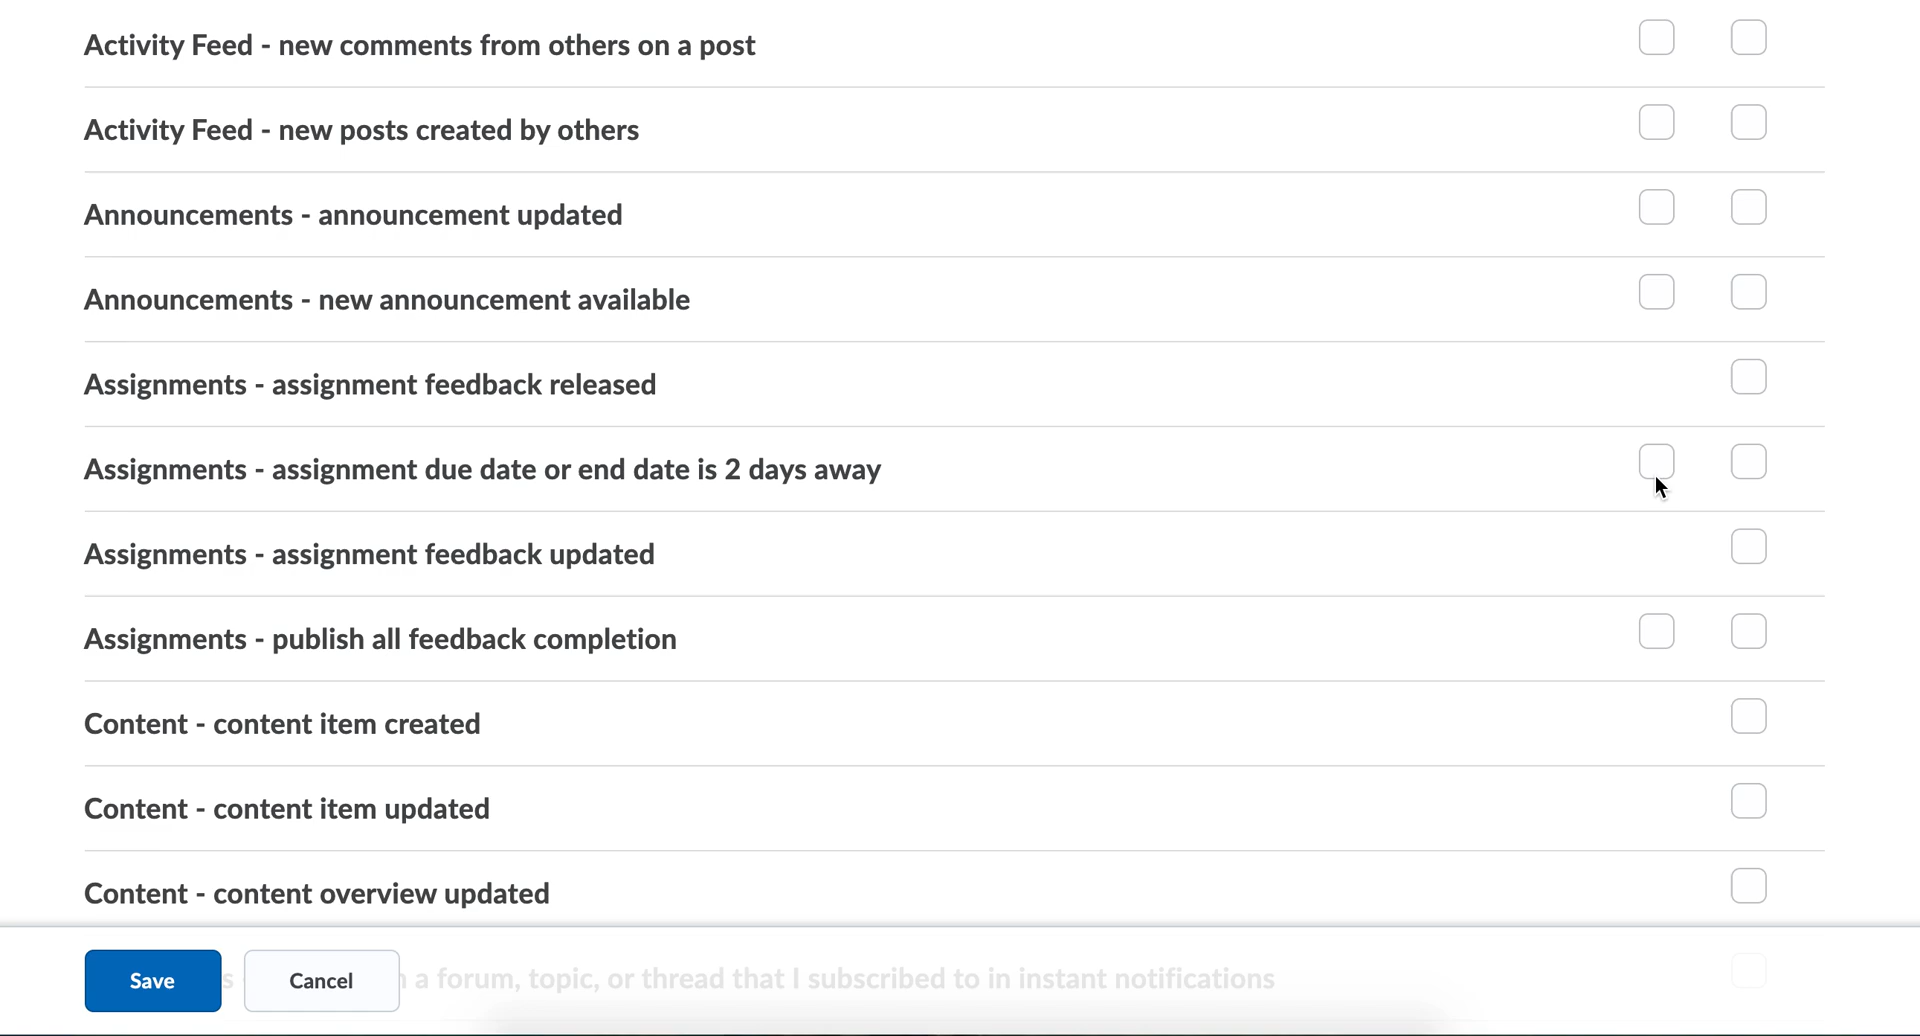 Activity Feed - new comments from others on a post
Activity Feed - new posts created by others
Announcements - announcement updated
Announcements - new announcement available
Assignments - assignment feedback released
Assignments - assignment due date or end date is 2 days away
Assignments - assignment feedback updated
Assignments - publish all feedback completion
Content - content item created
Content - content item updated
Content - content overview updated
Save Cancel a forum, topic, or thread that I subscribed to in instant notifications